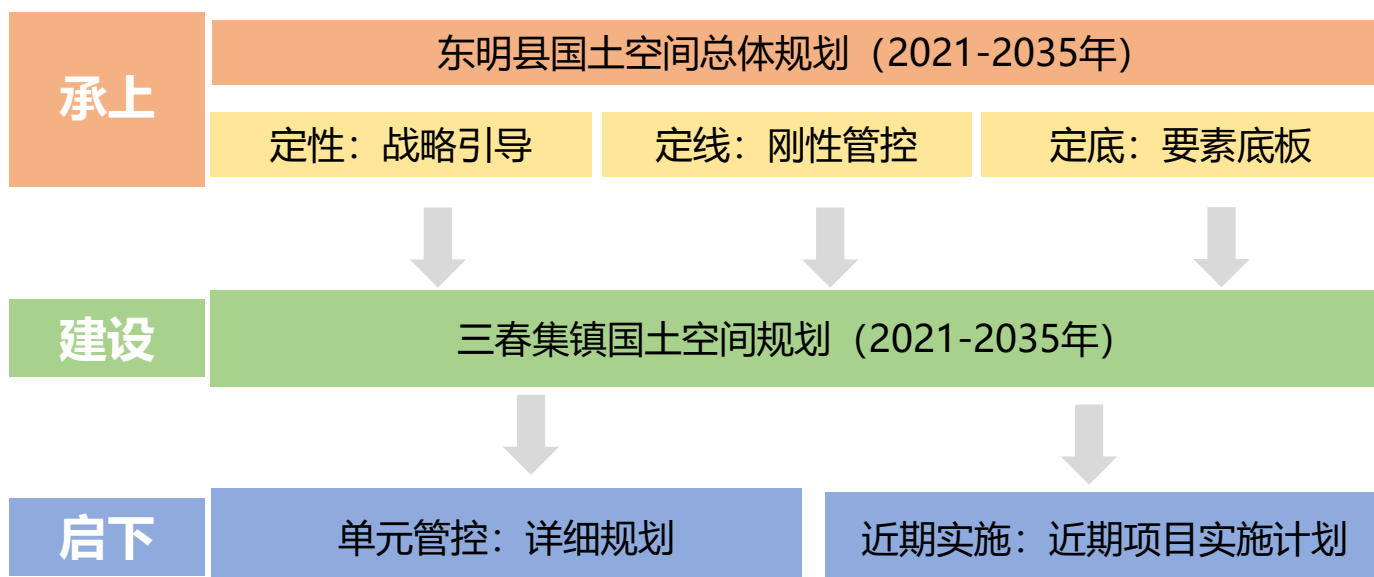 承上
东明县国土空间总体规划（2021-2035年）
定性：战略引导
定线：刚性管控
定底：要素底板
建设
三春集镇国土空间规划（2021-2035年）
启下
单元管控：详细规划
近期实施：近期项目实施计划